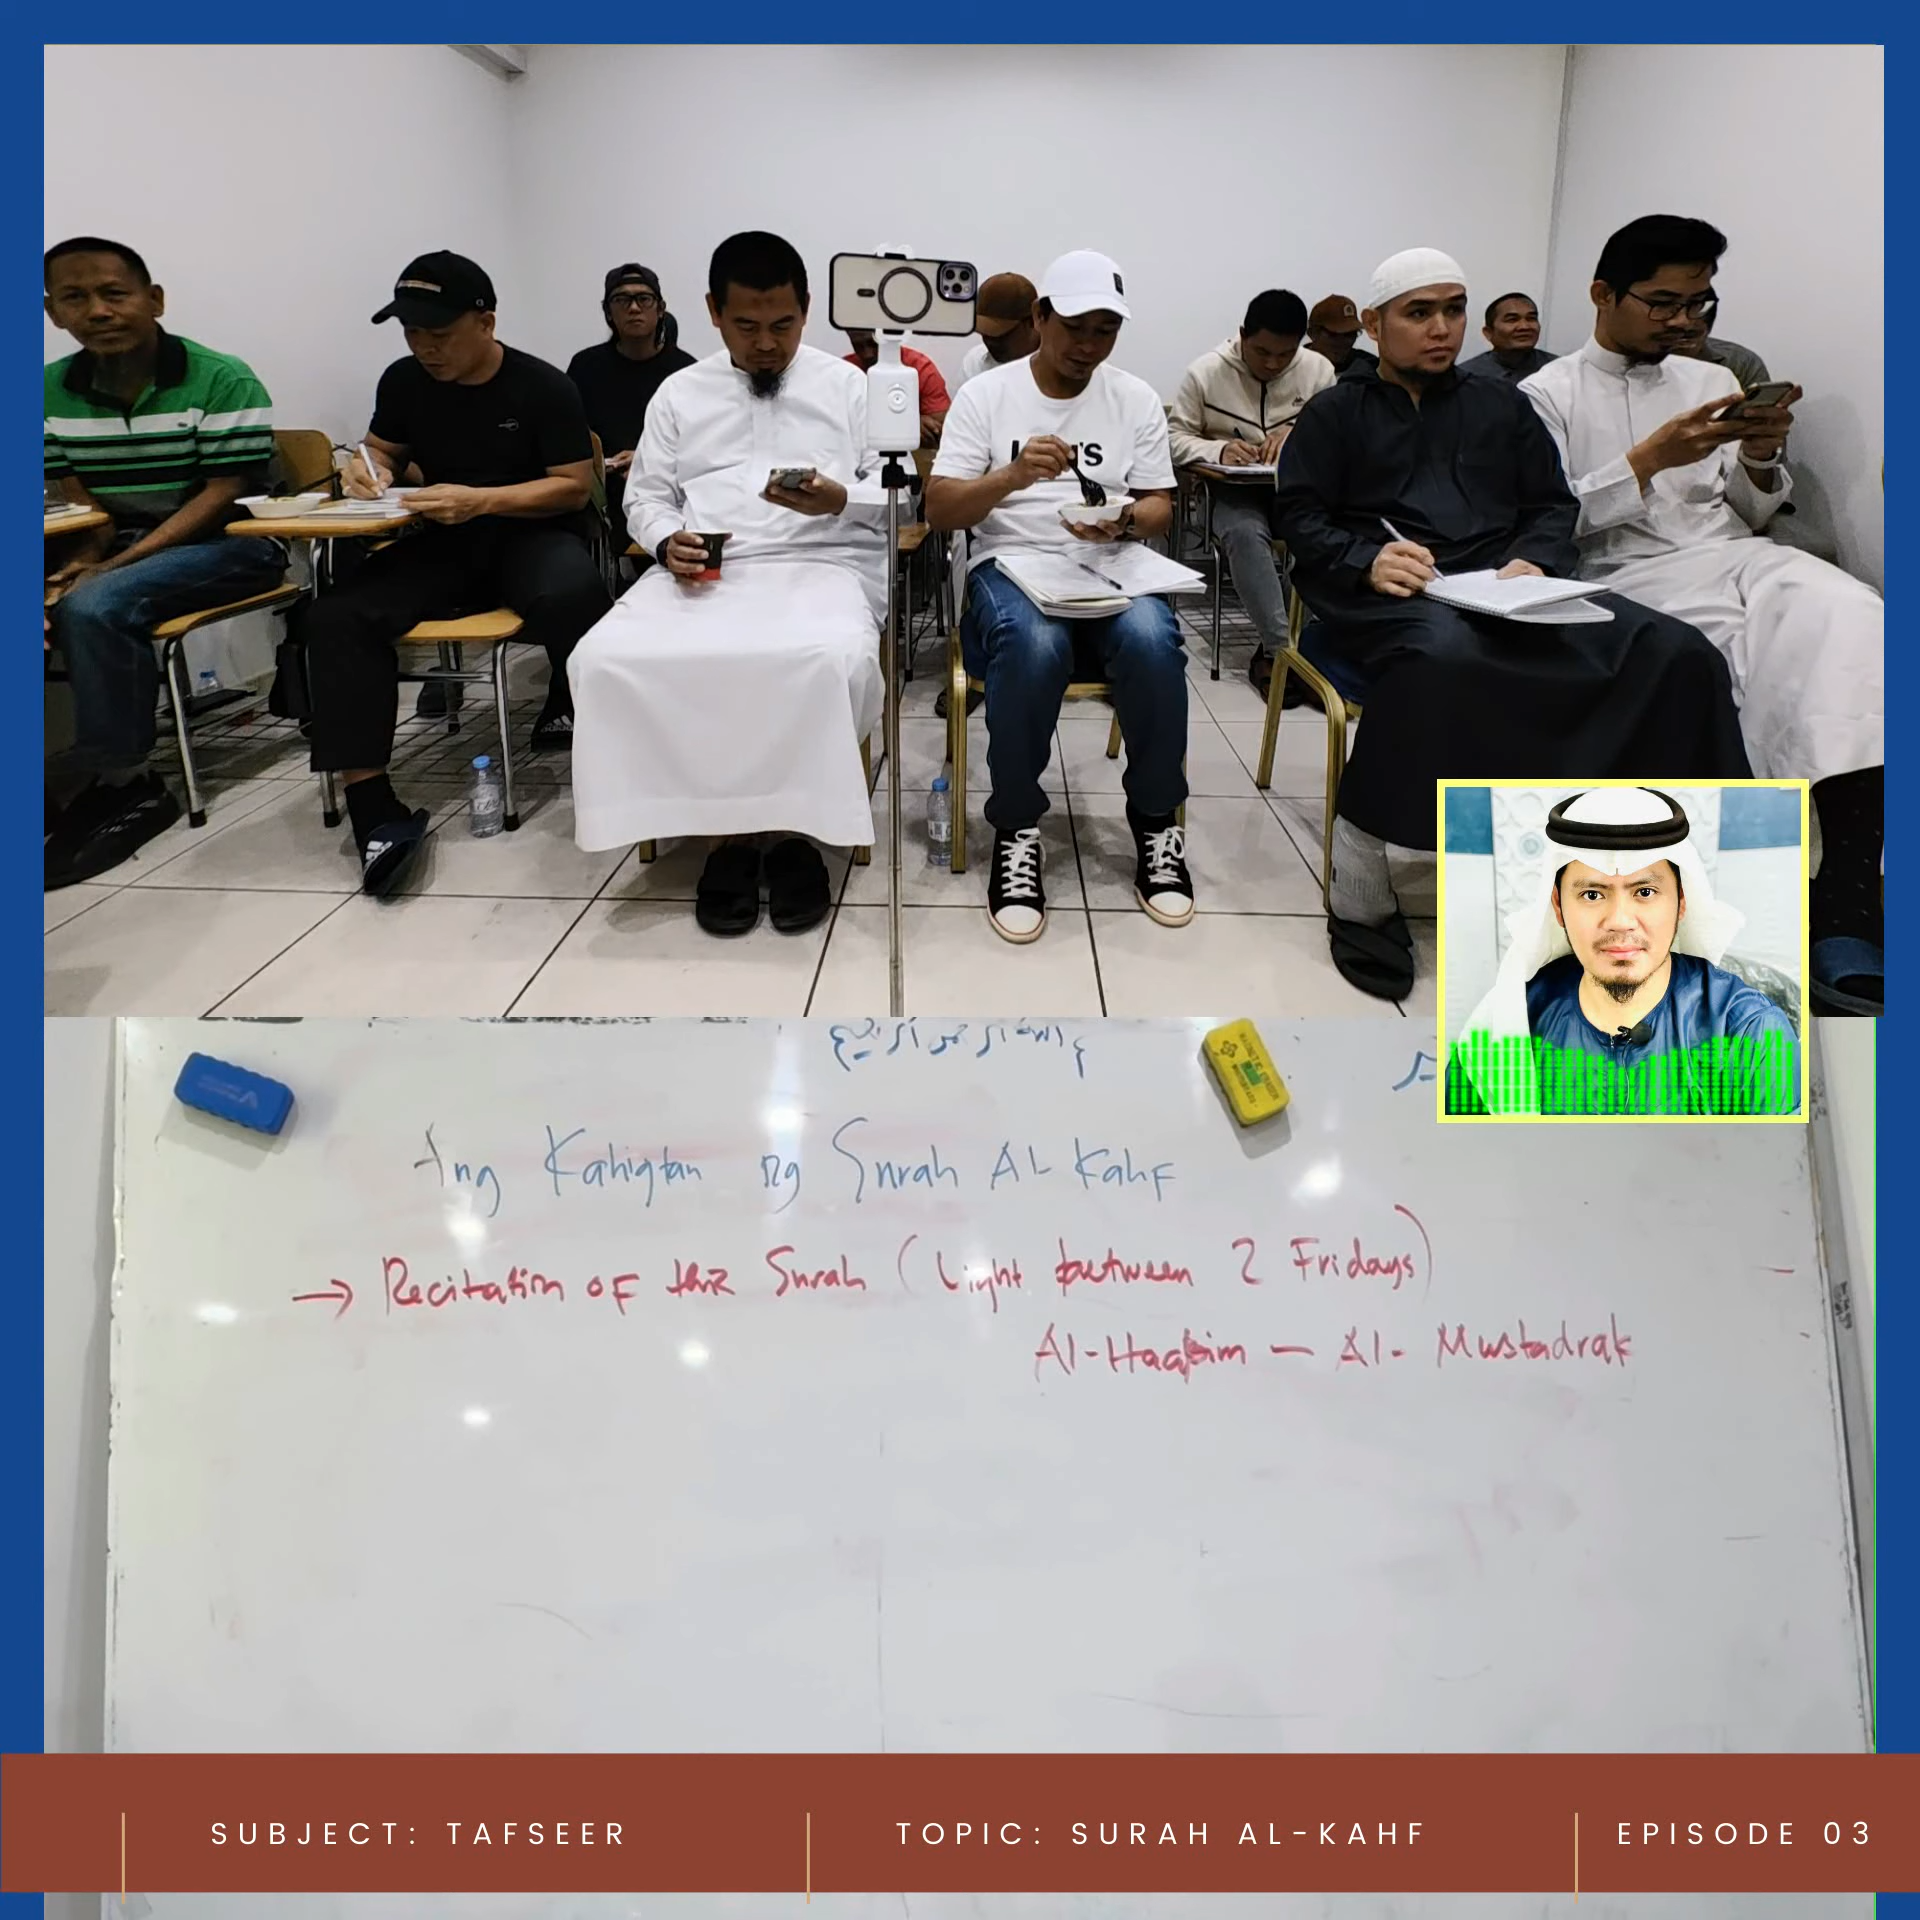 Ang Kahigtan ng Surah Al-Kahf
→ Recitation of this Surah (Light between 2 Fridays)
Al-Haakim — Al-Mustadrak
SUBJECT: TAFSEER
TOPIC: SURAH AL-KAHF
EPISODE 03